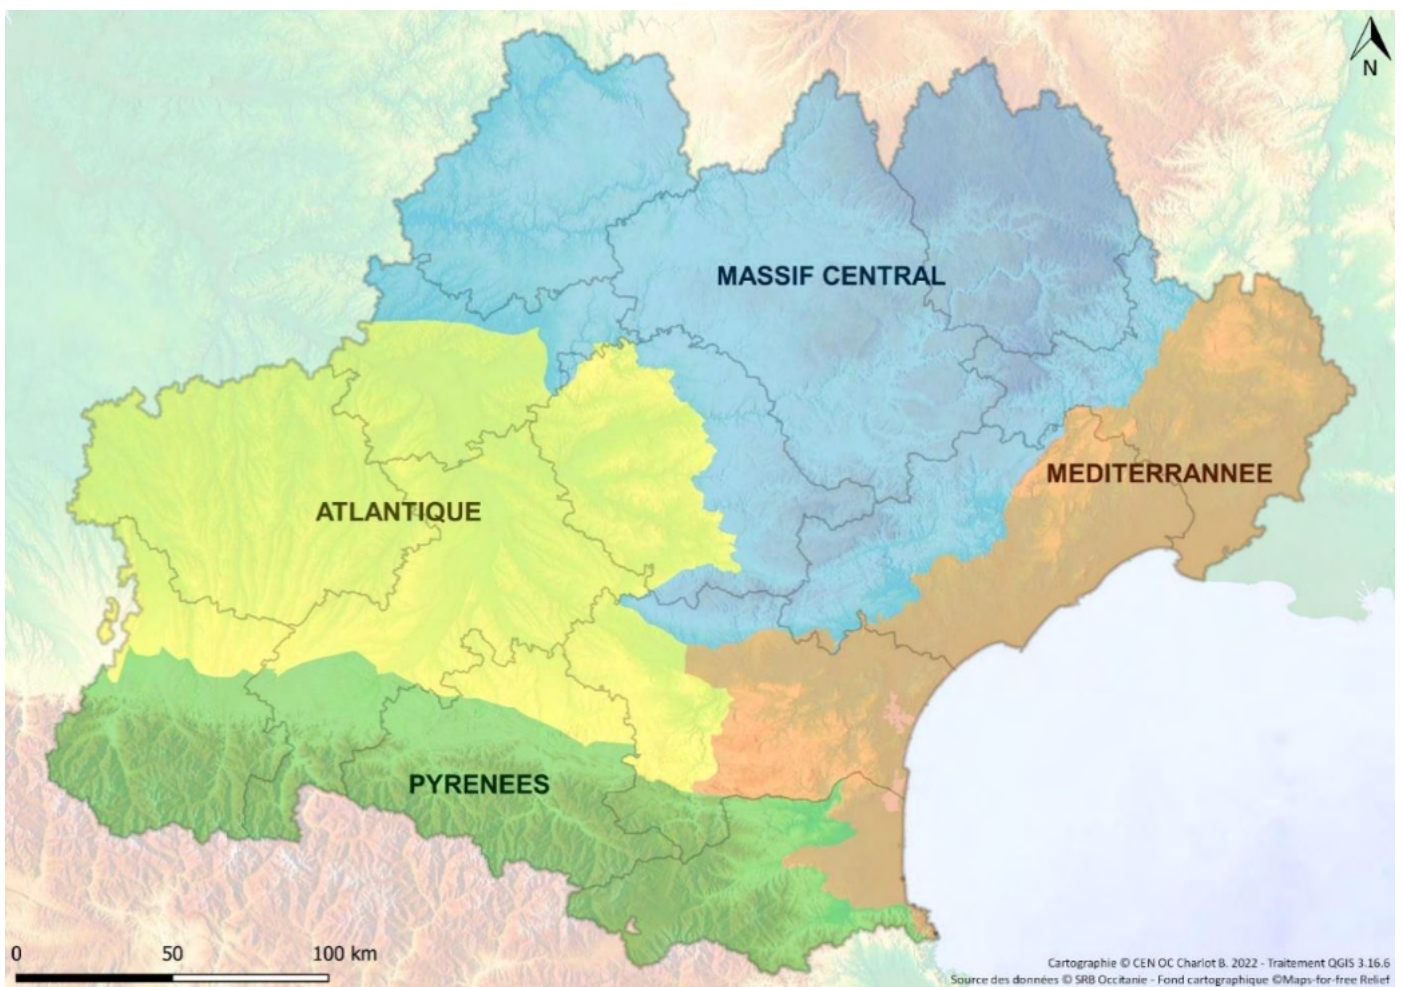 N
MASSIF CENTRAL
MEDITERRANNEE
ATLANTIQUE
PYRENEES
0 50 100 km
Cartographie © CEN OC Charlot B. 2022 - Traitement QGIS 3.16.6
Source des données © SRB Occitanie - Fond cartographique ©Maps-for-free Relief